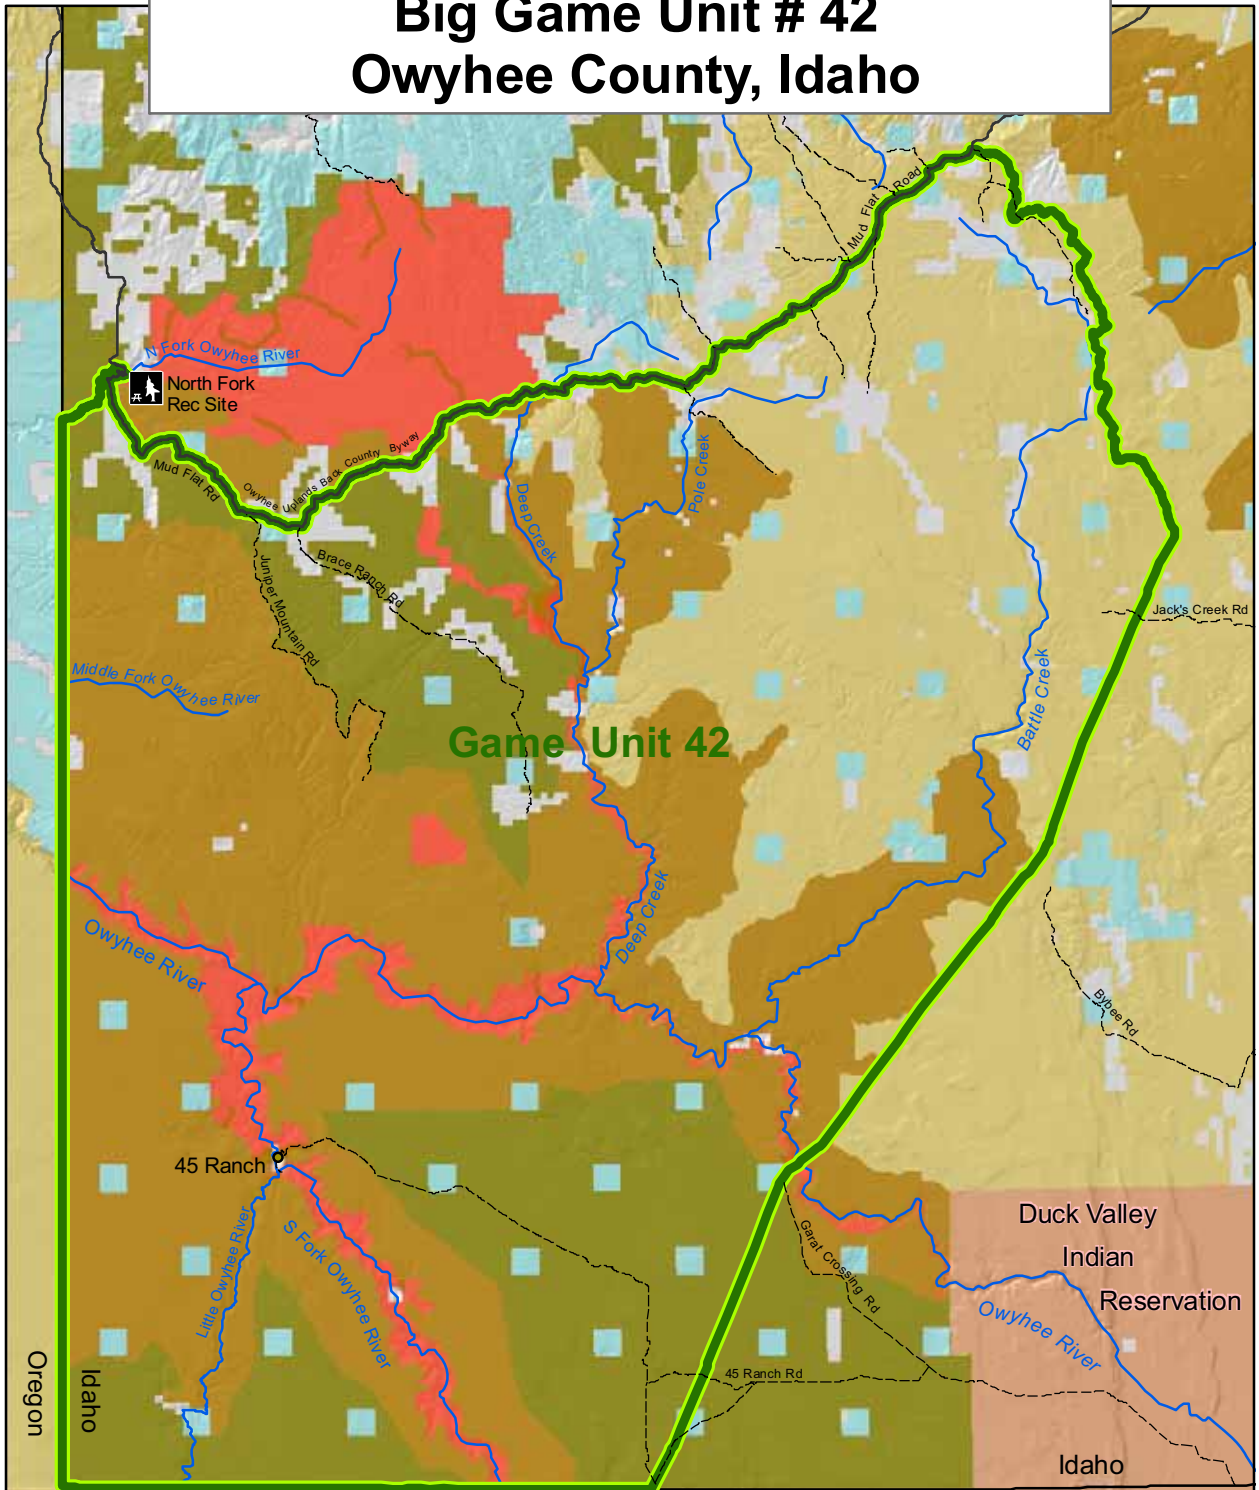 Big Game Unit # 42
Owyhee County, Idaho
Mud Flat Road
N Fork Owyhee River
North Fork
Rec Site
Owyhee Uplands Back Country Byway
Mud Flat Rd
Pole Creek
Deep Creek
Brace Ranch Rd
Juniper Mountain Rd
Jack's Creek Rd
Middle Fork Owyhee River
Battle Creek
Game Unit 42
Deep Creek
Owyhee River
Bybee Rd
45 Ranch
Duck Valley
Indian
Reservation
Little Owyhee River
S Fork Owyhee River
Garat Crossing Rd
Owyhee River
45 Ranch Rd
Oregon
Idaho
Idaho